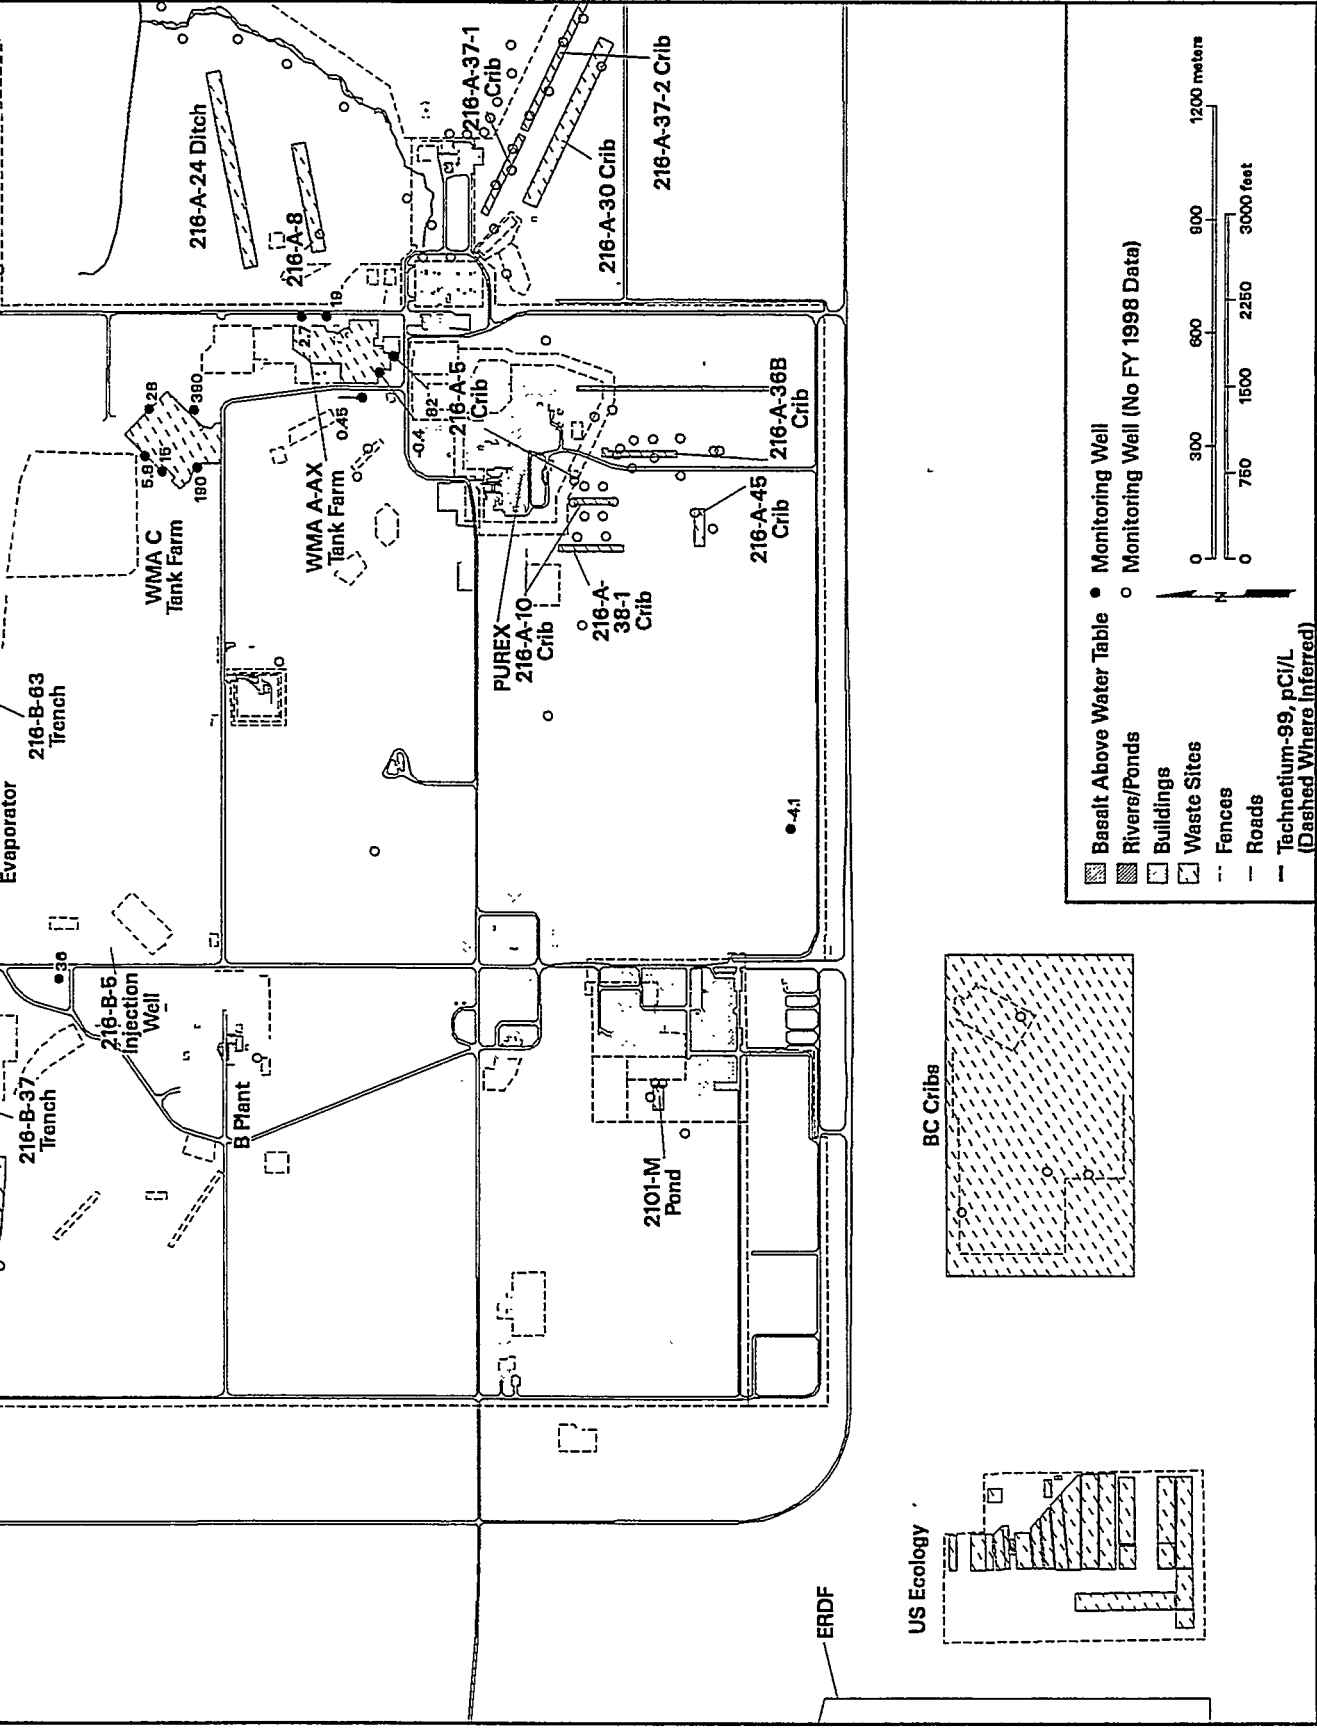 Evaporator
216-B-63
Trench
216-A-24 Ditch
216-A-8
216-A-37-1
Crib
216-A-37-2 Crib
216-A-30 Crib
2.7
19
28
390
5.8
15
190
WMA C
Tank Farm
WMA A-AX
Tank Farm
0.45
82
-0.4
216-A-5
Crib
216-A-36B
Crib
216-A-45
Crib
PUREX
216-A-10
Crib
216-A-
38-1
Crib
-4.1
36
216-B-5
Injection
Well
216-B-37
Trench
B Plant
2101-M
Pond
BC Cribs
US Ecology
ERDF
Basalt Above Water Table
Rivers/Ponds
Buildings
Waste Sites
Fences
Roads
Technetium-99, pCi/L
(Dashed Where Inferred)
Monitoring Well
Monitoring Well (No FY 1998 Data)
N
0 300 600 900 1200 meters
0 750 1500 2250 3000 feet